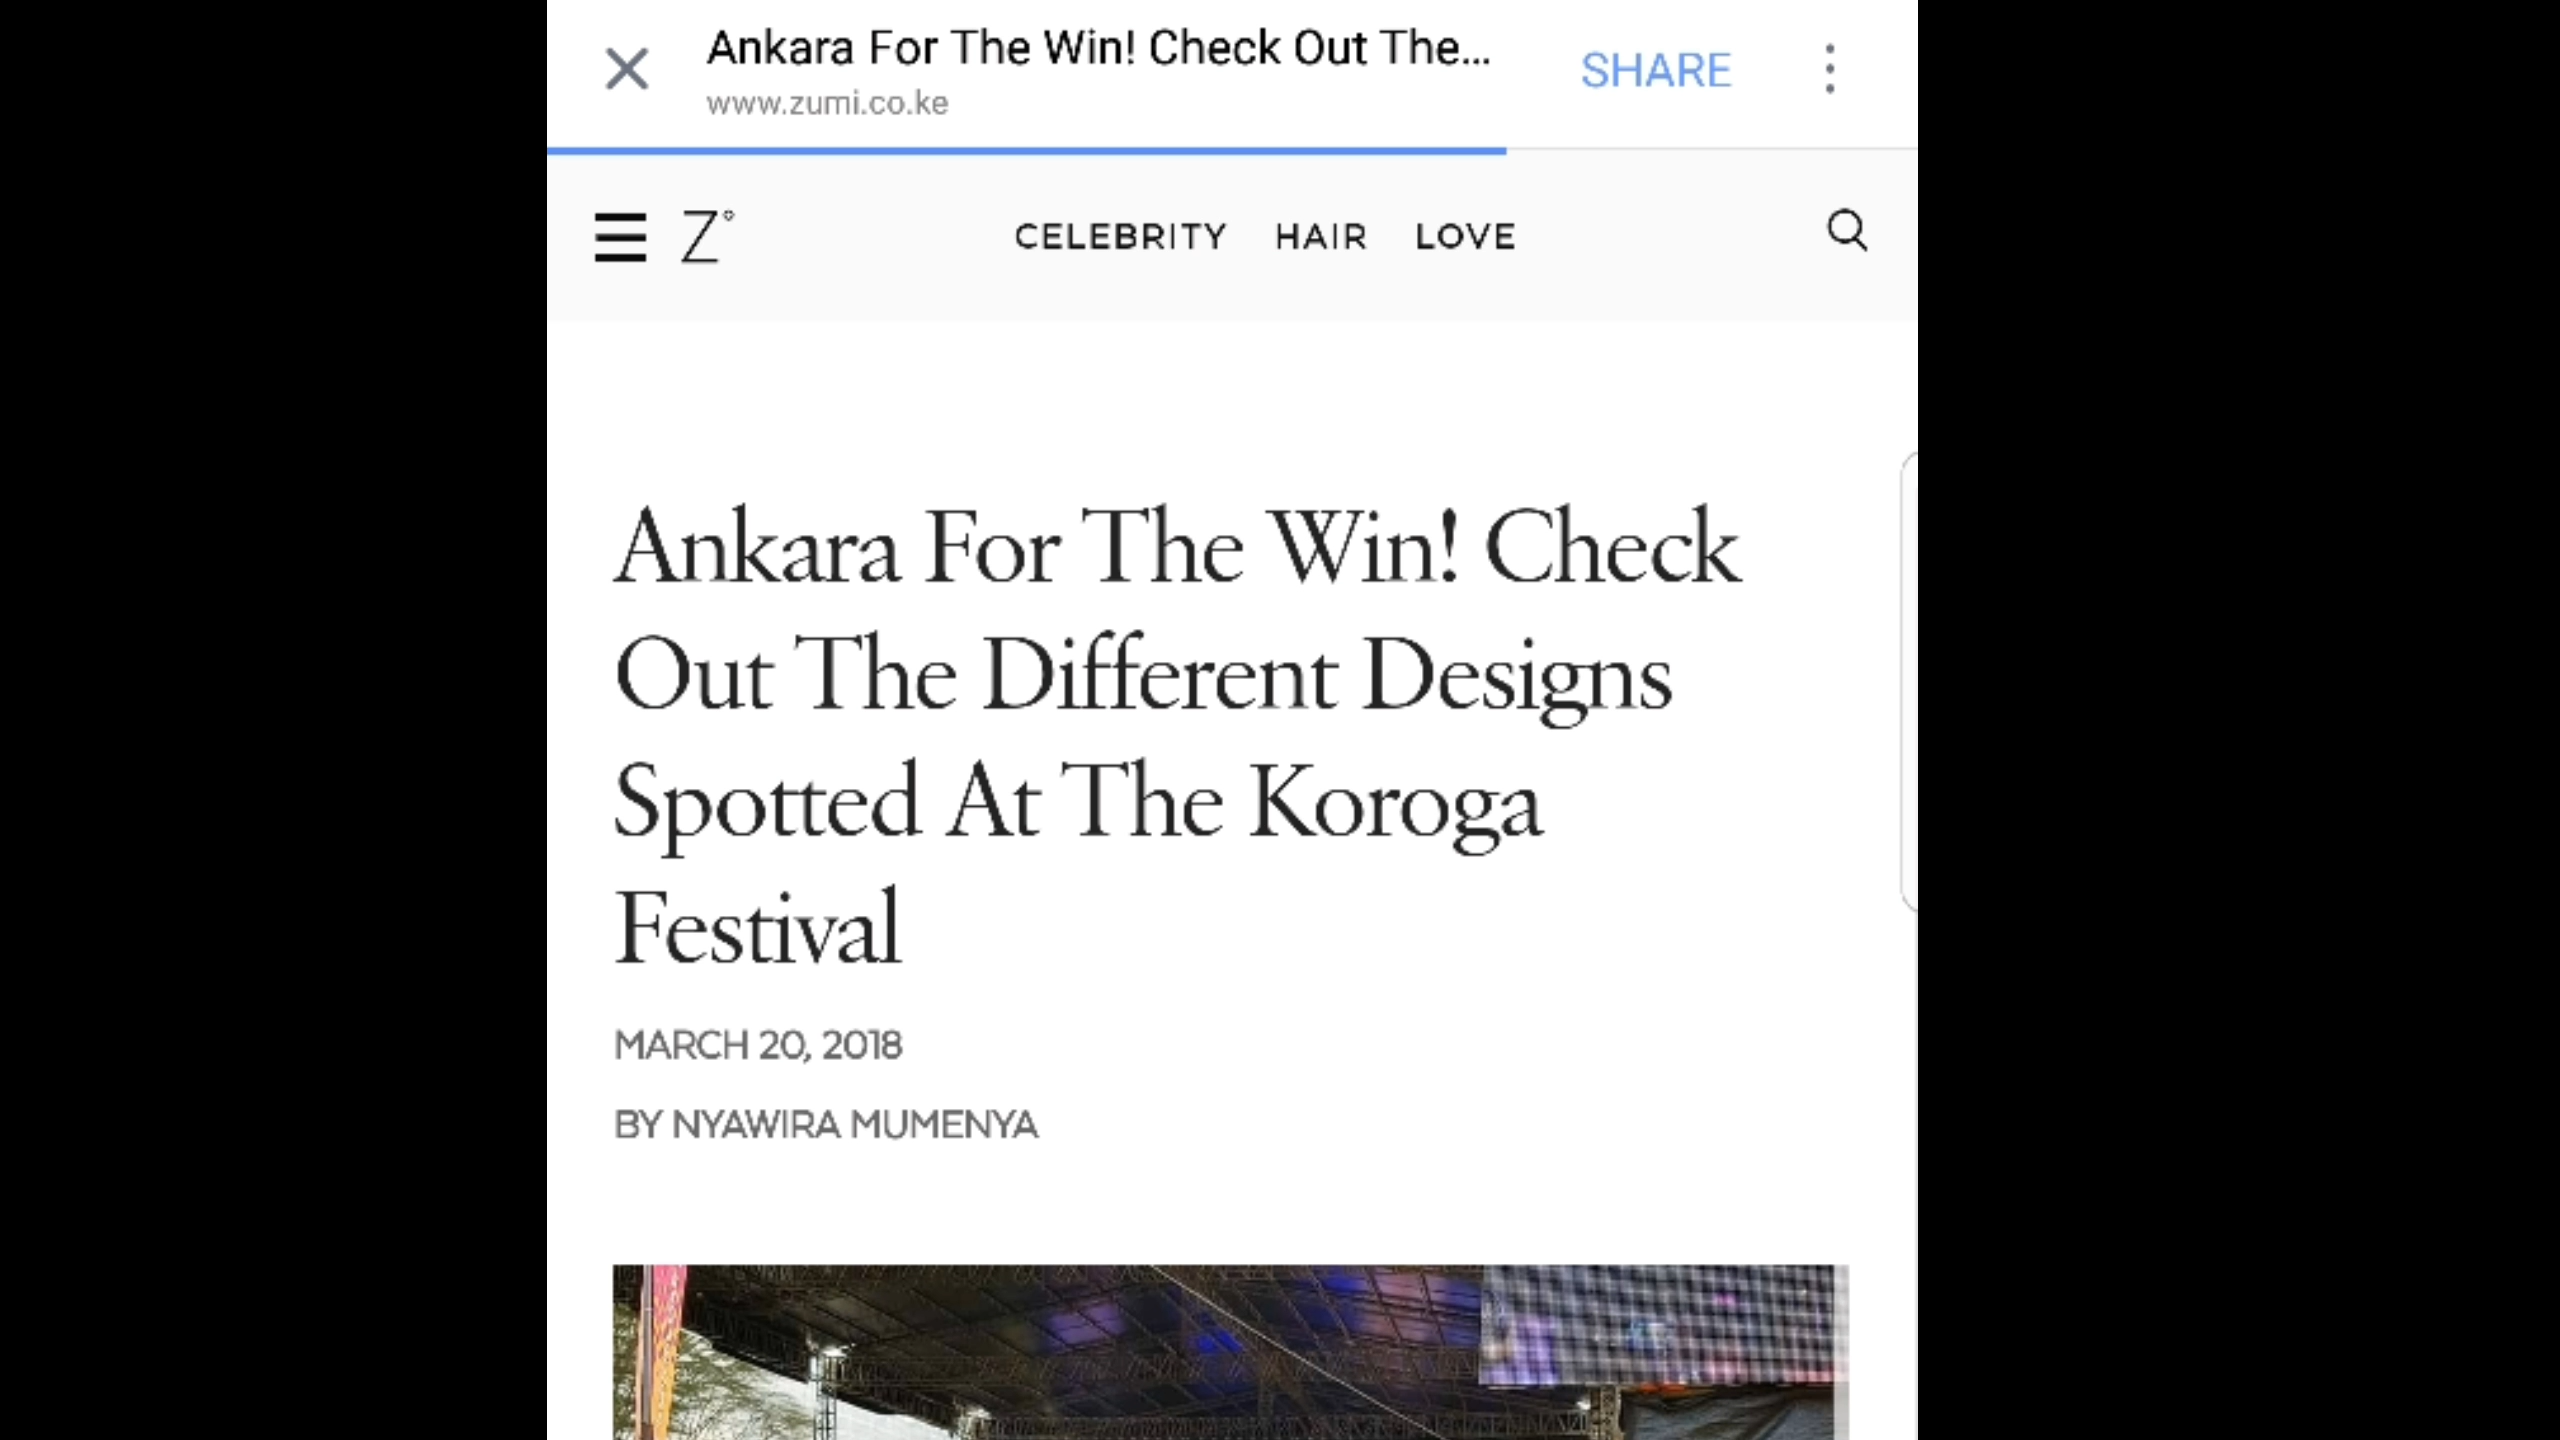 Ankara For The Win! Check Out The...
SHARE
www.zumi.co.ke
Z°
CELEBRITY HAIR LOVE
Ankara For The Win! Check
Out The Different Designs
Spotted At The Koroga
Festival
MARCH 20, 2018
BY NYAWIRA MUMENYA